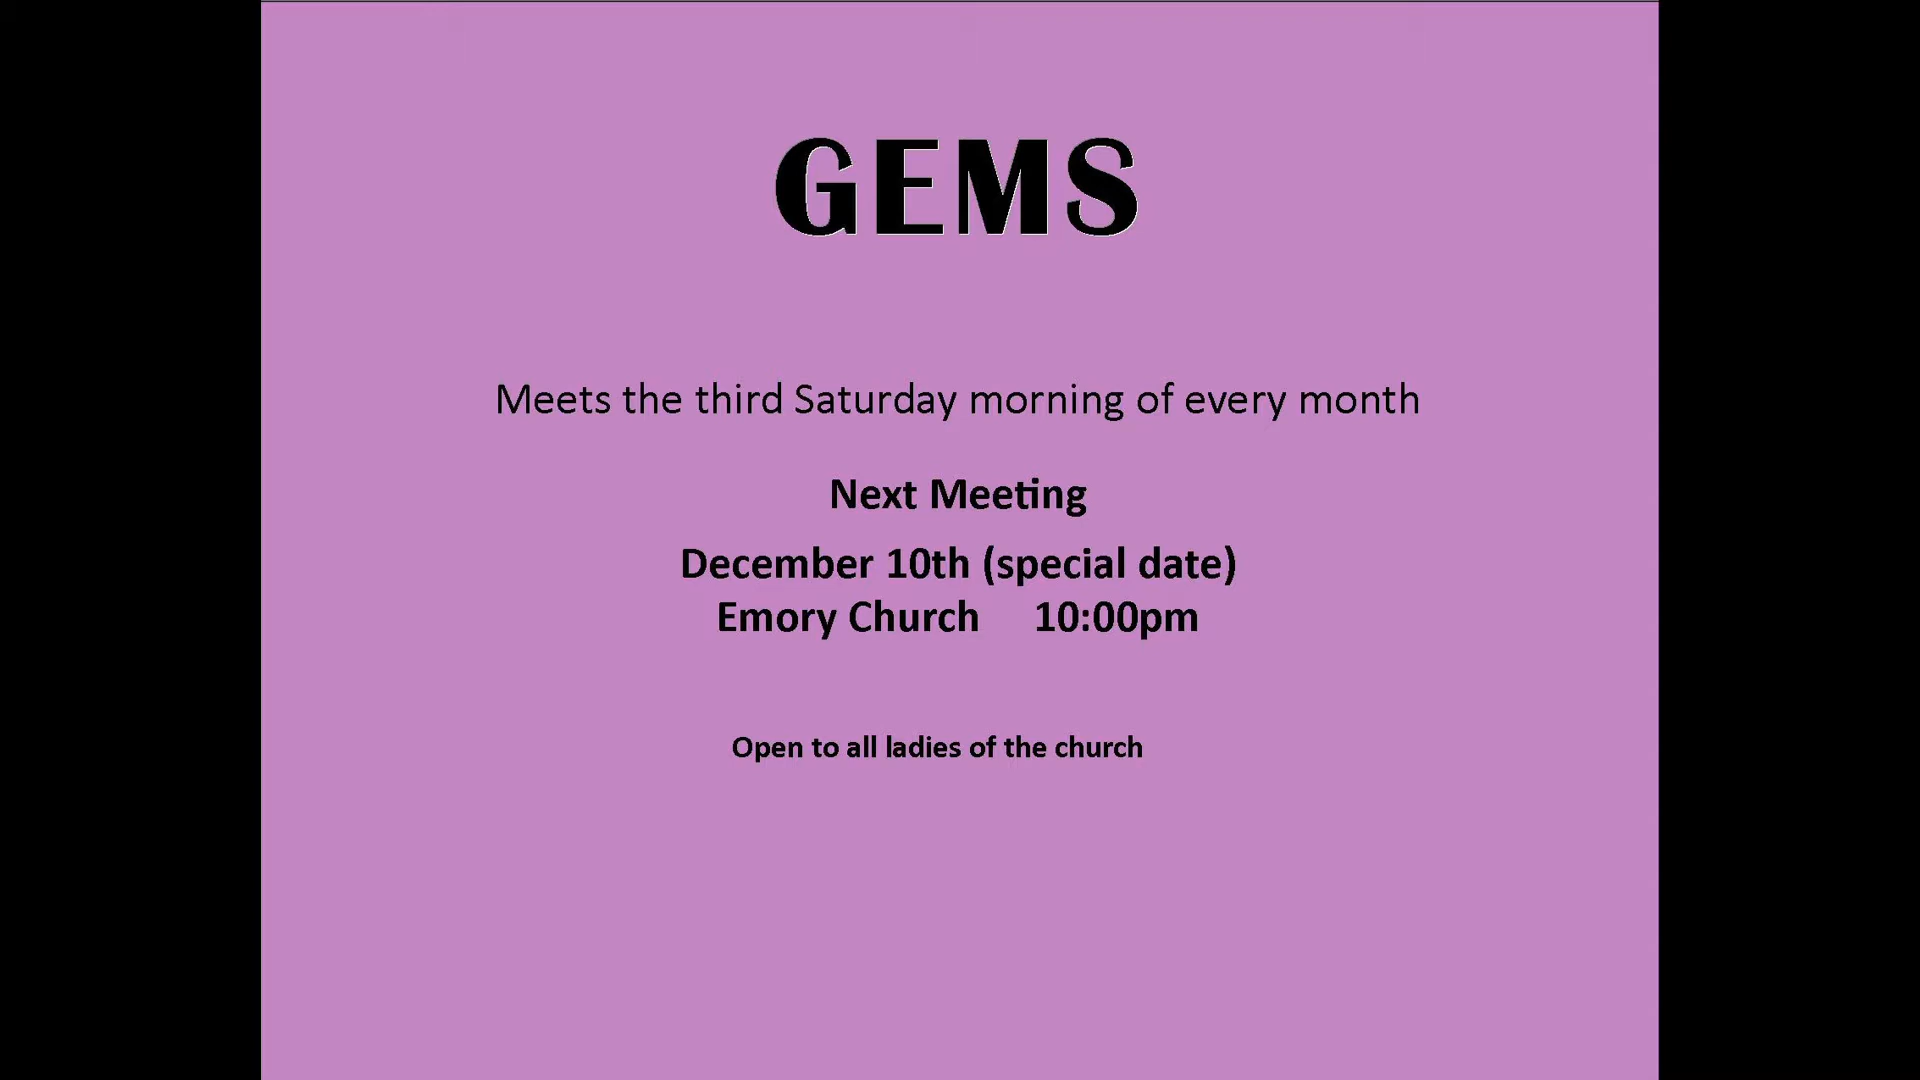 GEMS
Meets the third Saturday morning of every month
Next Meeting
December 10th (special date)
Emory Church 10:00pm
Open to all ladies of the church